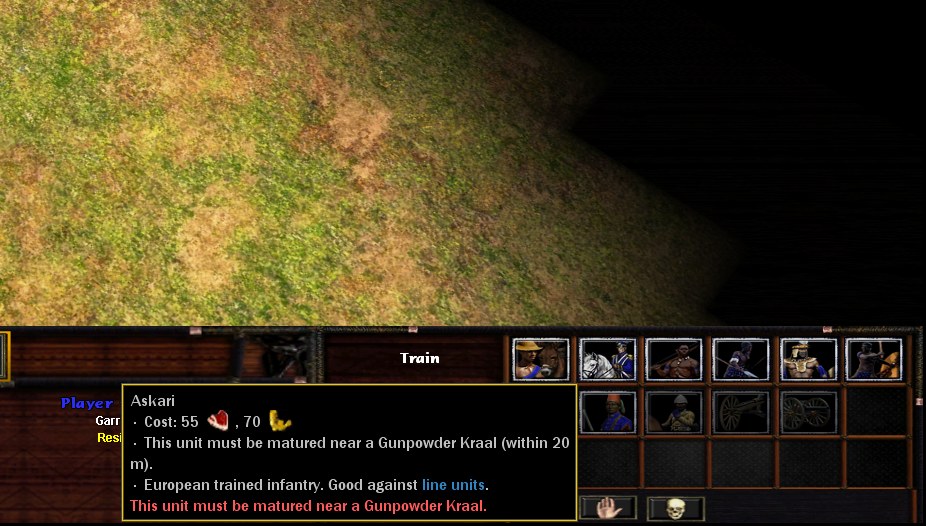 Train
Player
Garr
Resi
Askari
· Cost: 55 , 70
· This unit must be matured near a Gunpowder Kraal (within 20
m).
· European trained infantry. Good against line units.
This unit must be matured near a Gunpowder Kraal.